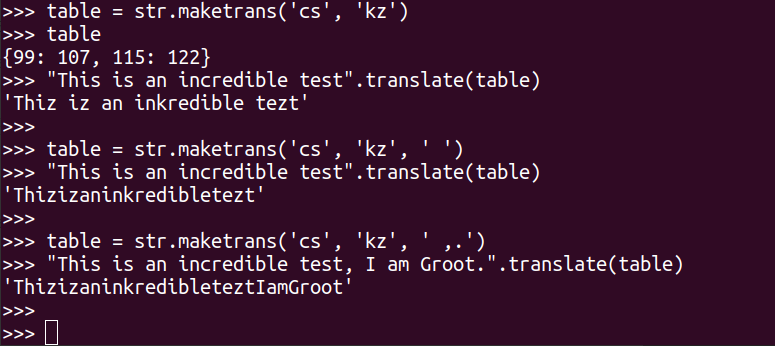 >>> table = str.maketrans('cs', 'kz')
>>> table
{99: 107, 115: 122}
>>> "This is an incredible test".translate(table)
'Thiz iz an inkredible tezt'
>>>
>>> table = str.maketrans('cs', 'kz', ' ')
>>> "This is an incredible test".translate(table)
'Thizizaninkredibletezt'
>>>
>>> table = str.maketrans('cs', 'kz', ' ,.')
>>> "This is an incredible test, I am Groot.".translate(table)
'ThizizaninkredibleteztIamGroot'
>>>
>>>